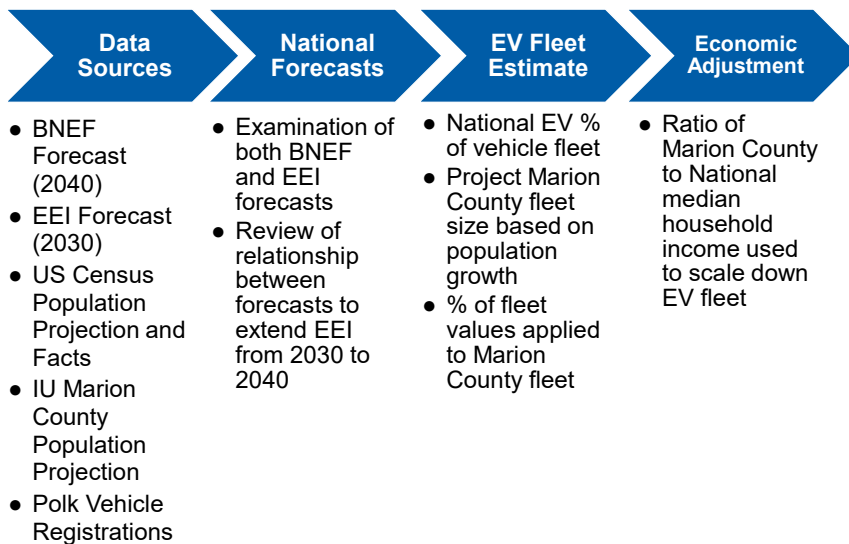 Data
Sources
National
Forecasts
EV Fleet
Estimate
Economic
Adjustment
● BNEF
Forecast
(2040)
● EEI Forecast
(2030)
● US Census
Population
Projection and
Facts
● IU Marion
County
Population
Projection
● Polk Vehicle
Registrations
● Examination of
both BNEF
and EEI
forecasts
● Review of
relationship
between
forecasts to
extend EEI
from 2030 to
2040
● National EV %
of vehicle fleet
● Project Marion
County fleet
size based on
population
growth
● % of fleet
values applied
to Marion
County fleet
● Ratio of
Marion County
to National
median
household
income used
to scale down
EV fleet